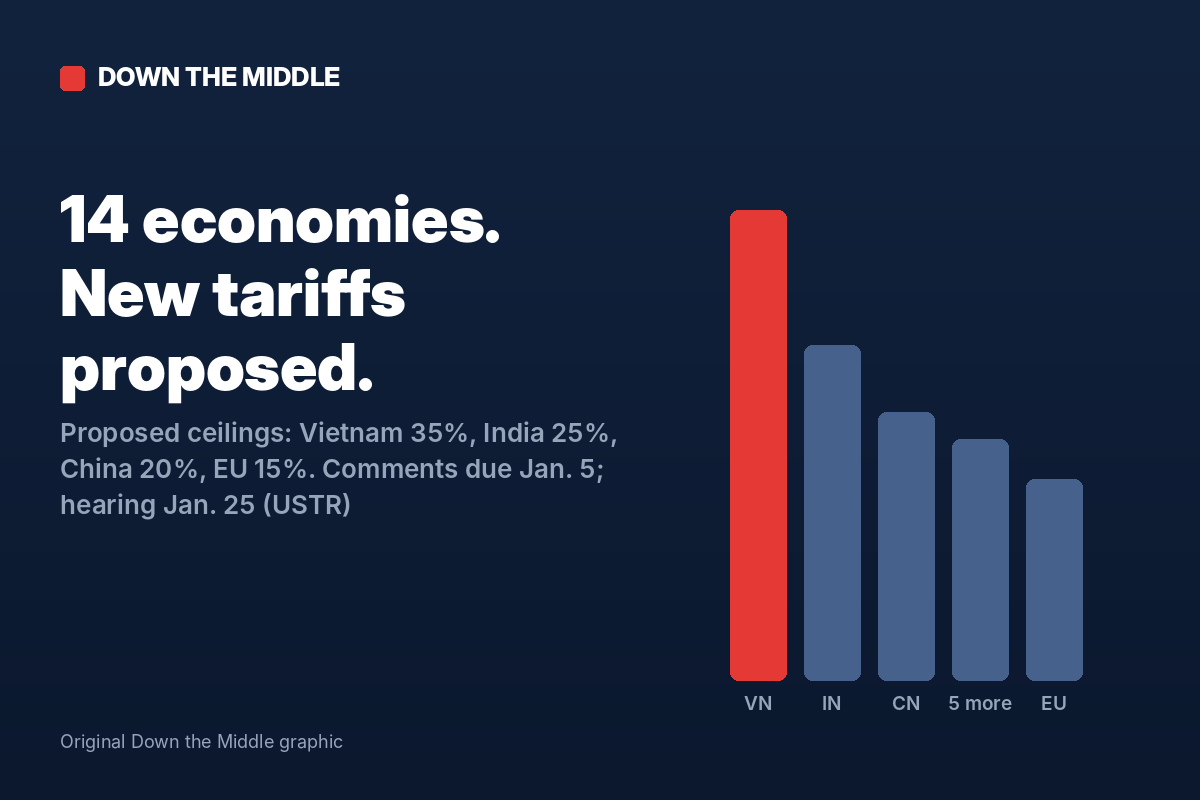 DOWN THE MIDDLE
14 economies.
New tariffs
proposed.
Proposed ceilings: Vietnam 35%, India 25%,
China 20%, EU 15%. Comments due Jan. 5;
hearing Jan. 25 (USTR)
VN IN CN 5 more EU
Original Down the Middle graphic